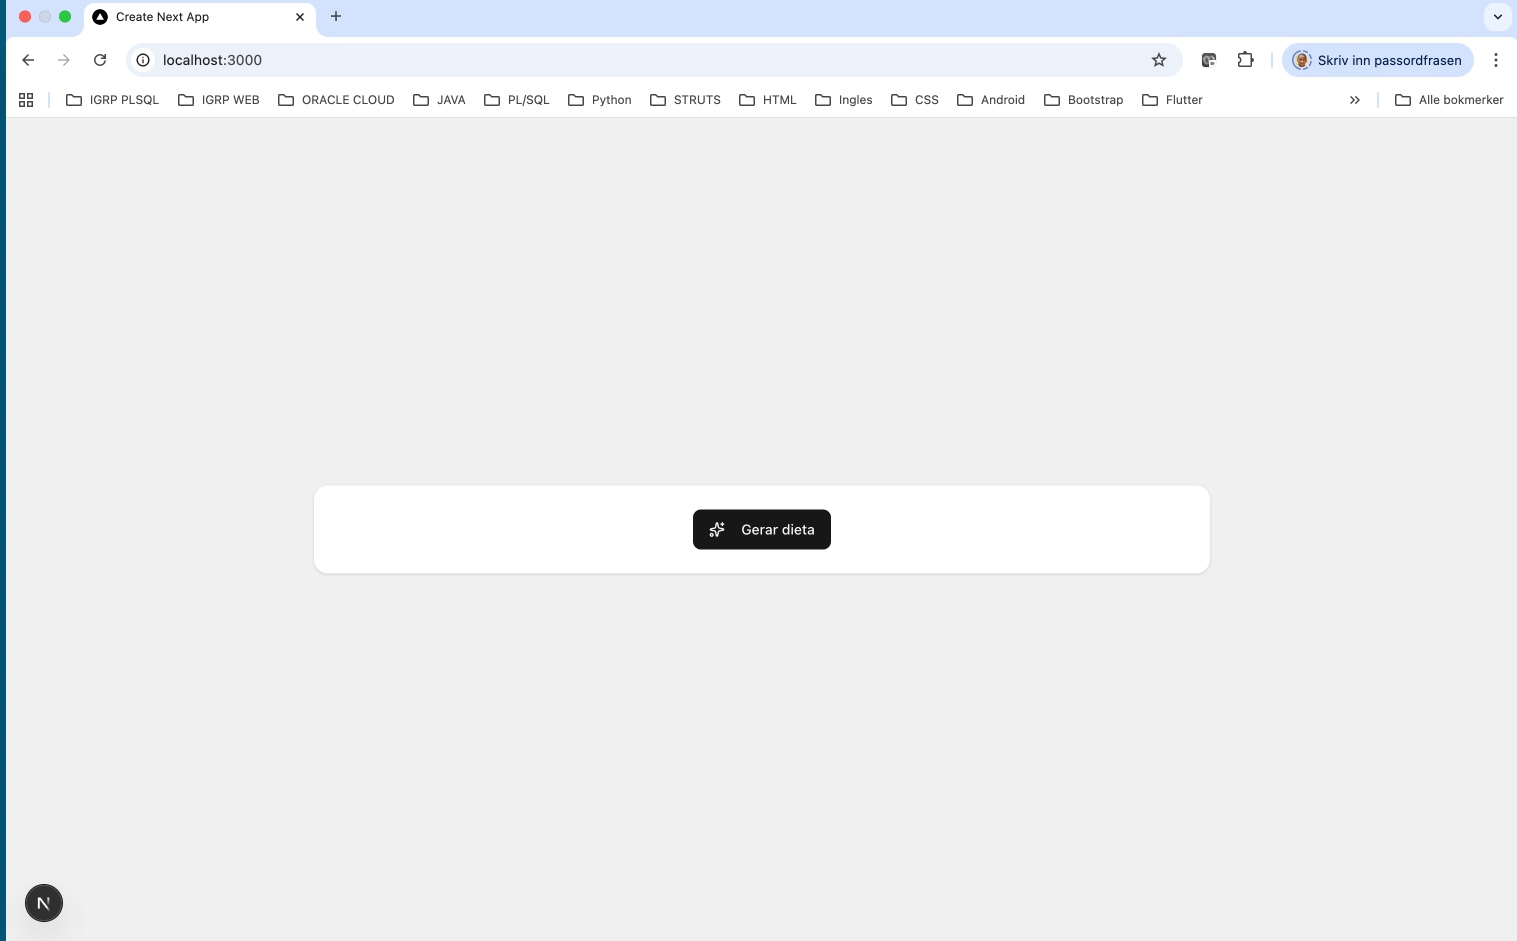 Create Next App
localhost:3000
Skriv inn passordfrasen
IGRP PLSQL IGRP WEB ORACLE CLOUD JAVA PL/SQL Python STRUTS HTML Ingles CSS Android Bootstrap Flutter Alle bokmerker
Gerar dieta
N